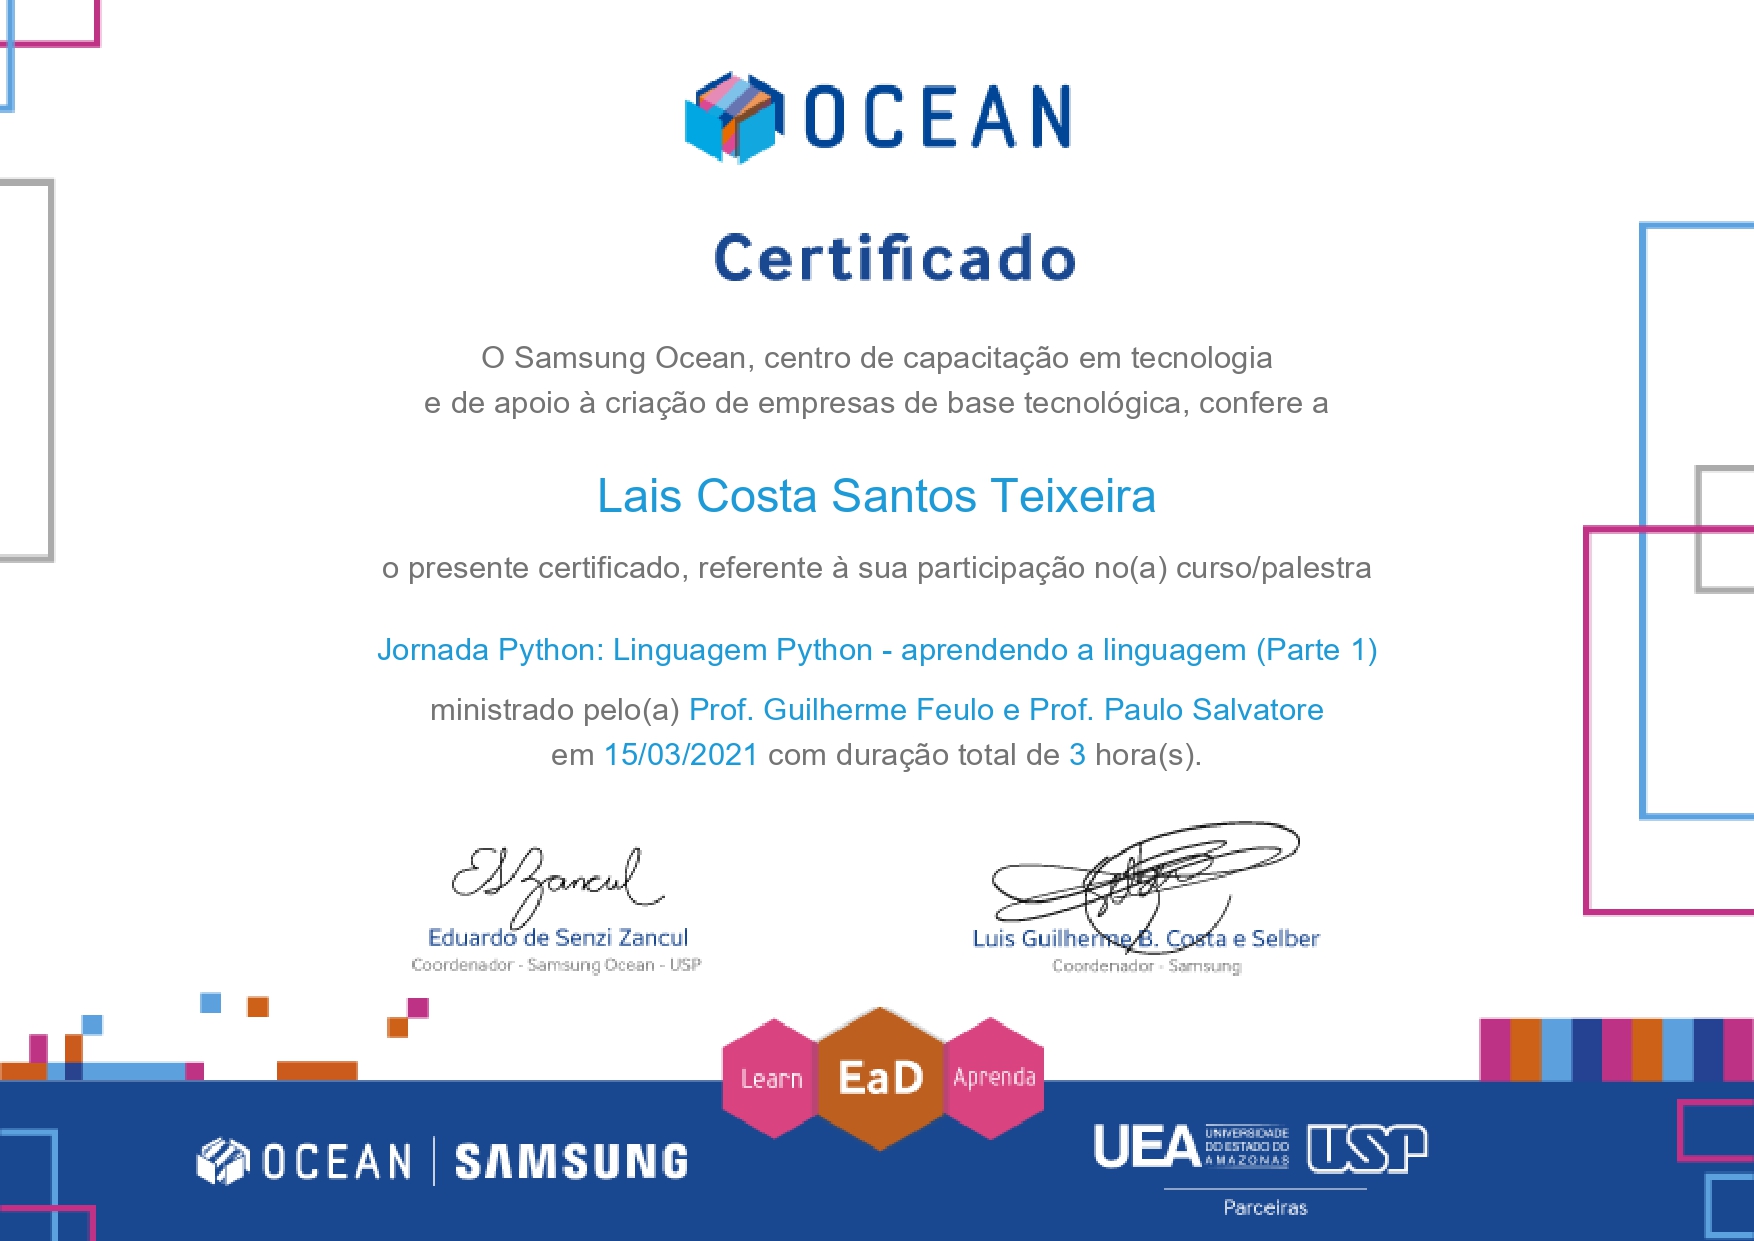 OCEAN
Certificado
O Samsung Ocean, centro de capacitação em tecnologia
e de apoio à criação de empresas de base tecnológica, confere a
Lais Costa Santos Teixeira
o presente certificado, referente à sua participação no(a) curso/palestra
Jornada Python: Linguagem Python - aprendendo a linguagem (Parte 1)
ministrado pelo(a) Prof. Guilherme Feulo e Prof. Paulo Salvatore
em 15/03/2021 com duração total de 3 hora(s).
ESZancul
Eduardo de Senzi Zancul
Coordenador - Samsung Ocean - USP
Luis Guilherme B. Costa e Selber
Coordenador - Samsung
Learn
EaD
Aprenda
OCEAN | SAMSUNG
UEA
UNIVERSIDADE
DO ESTADO DO
AMAZONAS
USP
Parceiras